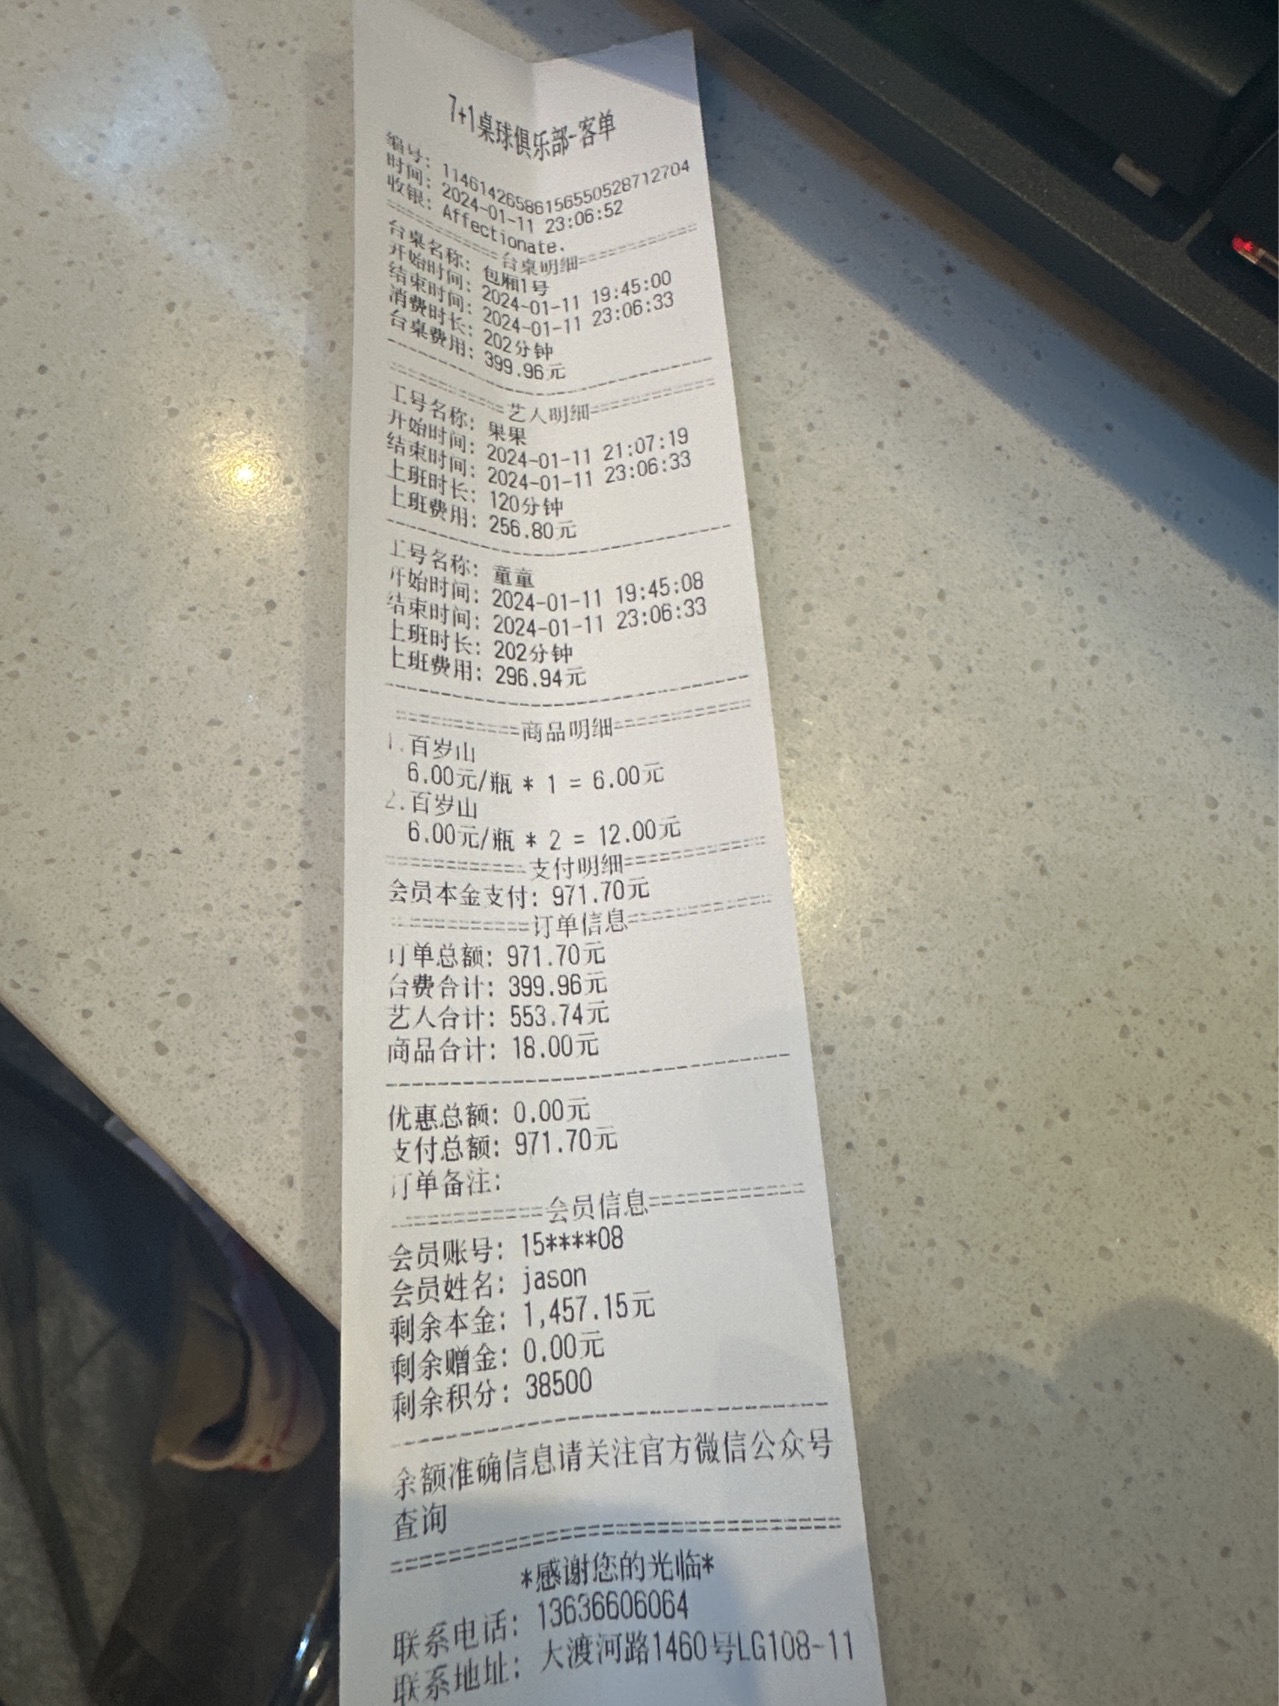 7+1桌球俱乐部-客单
编号: 1146142658615655052871​2704
时间: 2024-01-11 23:06:52
收银: Affectionate.
==========台桌明细==========
台桌名称: 包厢1号
开始时间: 2024-01-11 19:45:00
结束时间: 2024-01-11 23:06:33
消费时长: 202分钟
台桌费用: 399.96元
==========艺人明细==========
工号名称: 果果
开始时间: 2024-01-11 21:07:19
结束时间: 2024-01-11 23:06:33
上班时长: 120分钟
上班费用: 256.80元
工号名称: 童童
开始时间: 2024-01-11 19:45:08
结束时间: 2024-01-11 23:06:33
上班时长: 202分钟
上班费用: 296.94元
==========商品明细==========
1.百岁山
6.00元/瓶 * 1 = 6.00元
2.百岁山
6.00元/瓶 * 2 = 12.00元
==========支付明细==========
会员本金支付: 971.70元
==========订单信息==========
订单总额: 971.70元
台费合计: 399.96元
艺人合计: 553.74元
商品合计: 18.00元
优惠总额: 0.00元
支付总额: 971.70元
订单备注:
==========会员信息==========
会员账号: 15****08
会员姓名: jason
剩余本金: 1,457.15元
剩余赠金: 0.00元
剩余积分: 38500
余额准确信息请关注官方微信公众号
查询
*感谢您的光临*
联系电话: 13636606064
联系地址: 大渡河路1460号LG108-11